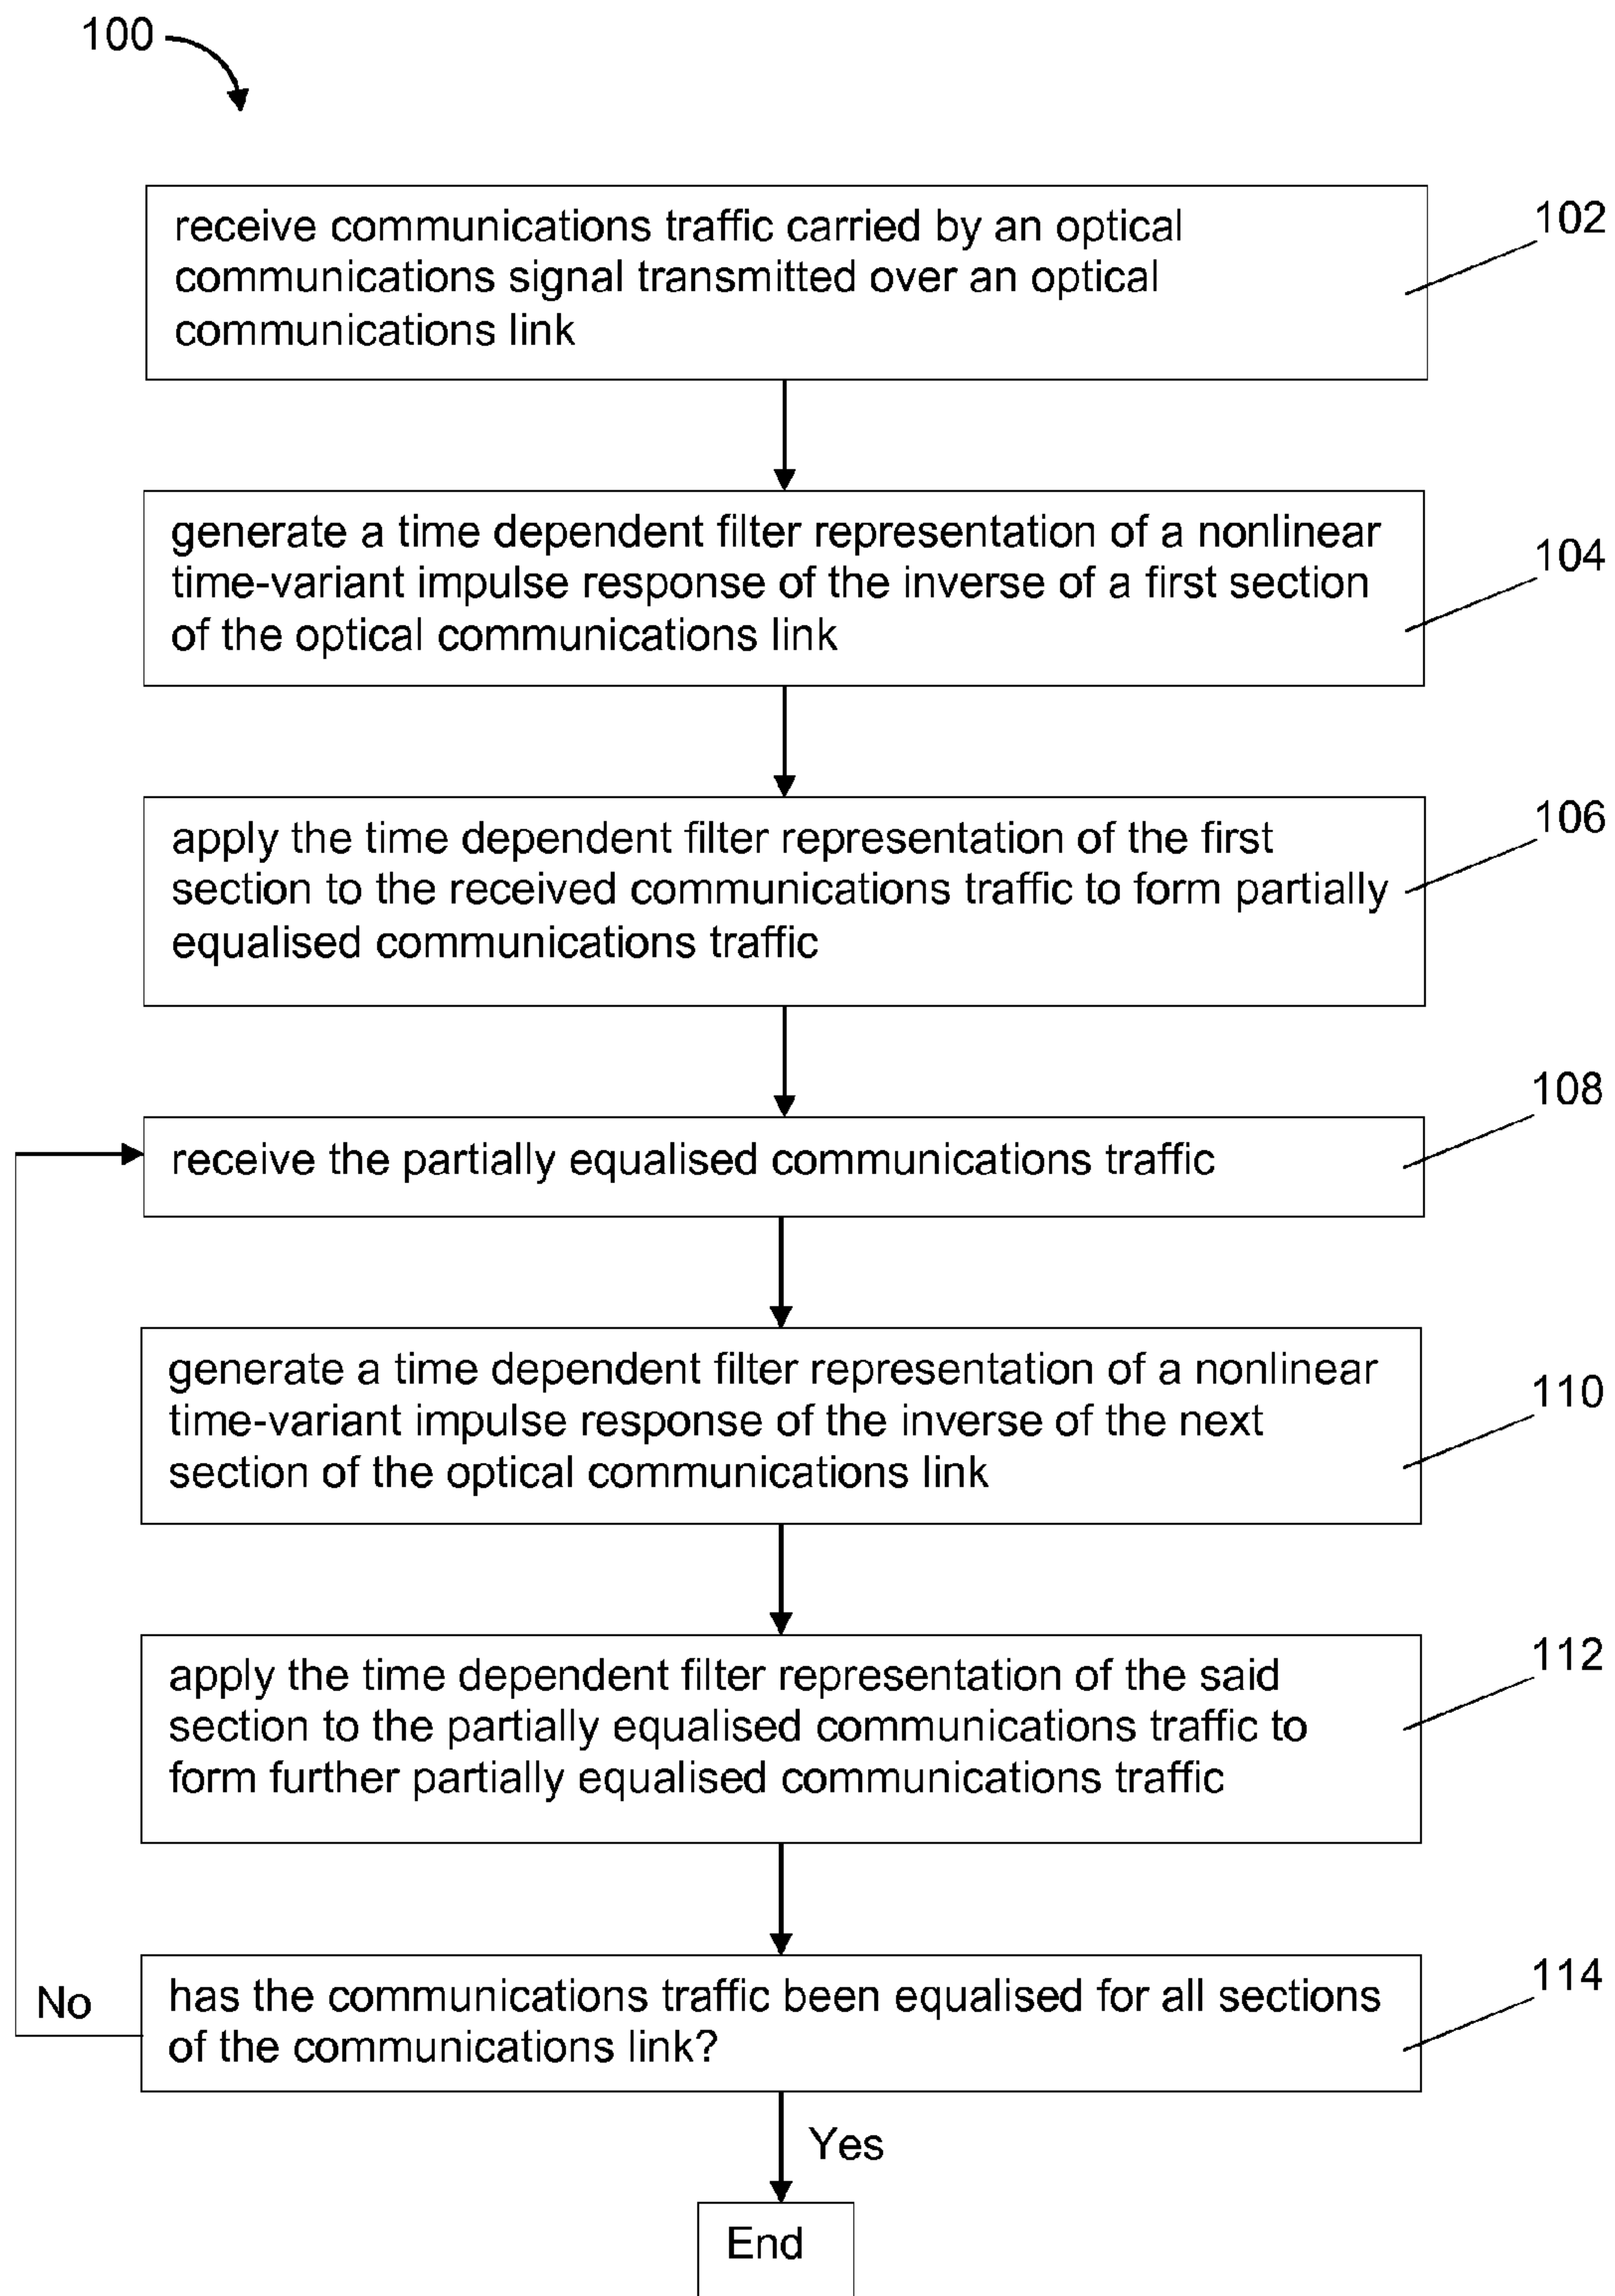 100
receive communications traffic carried by an optical
communications signal transmitted over an optical
communications link
102
generate a time dependent filter representation of a nonlinear
time-variant impulse response of the inverse of a first section
of the optical communications link
104
apply the time dependent filter representation of the first
section to the received communications traffic to form partially
equalised communications traffic
106
receive the partially equalised communications traffic
108
generate a time dependent filter representation of a nonlinear
time-variant impulse response of the inverse of the next
section of the optical communications link
110
apply the time dependent filter representation of the said
section to the partially equalised communications traffic to
form further partially equalised communications traffic
112
has the communications traffic been equalised for all sections
of the communications link?
114
No
Yes
End